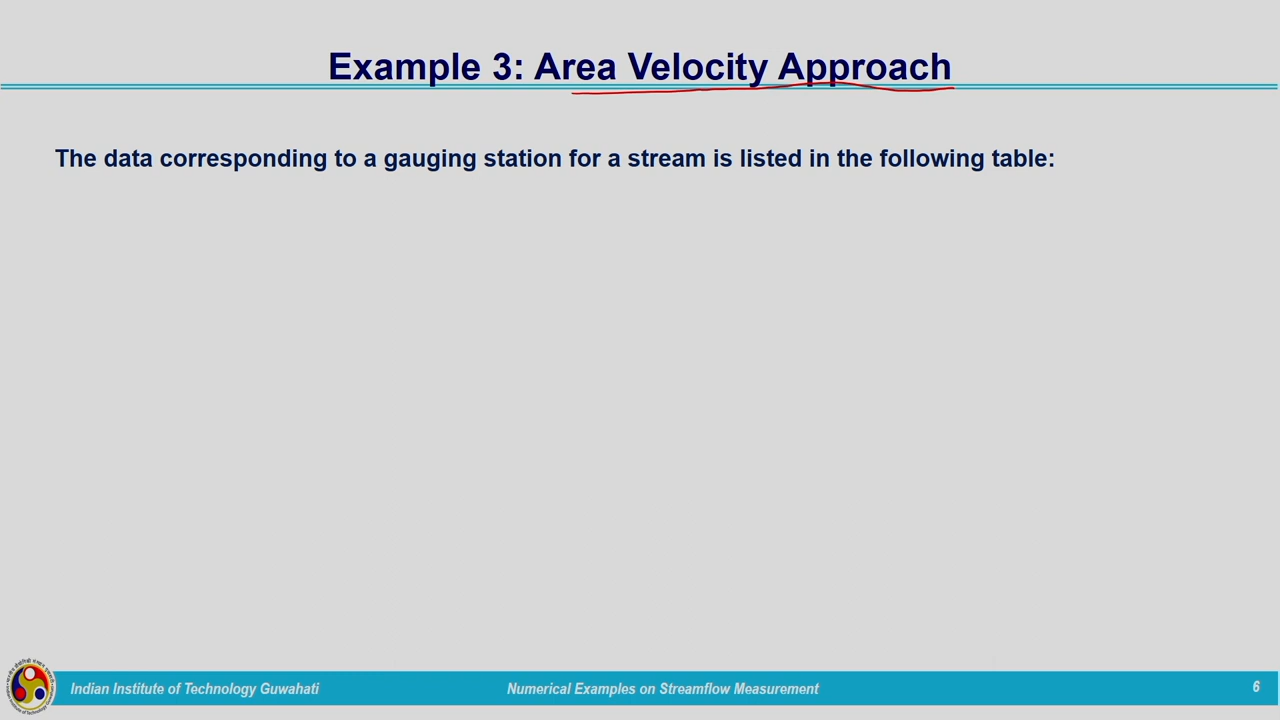 Example 3: Area Velocity Approach
The data corresponding to a gauging station for a stream is listed in the following table:
Indian Institute of Technology Guwahati
Numerical Examples on Streamflow Measurement
6